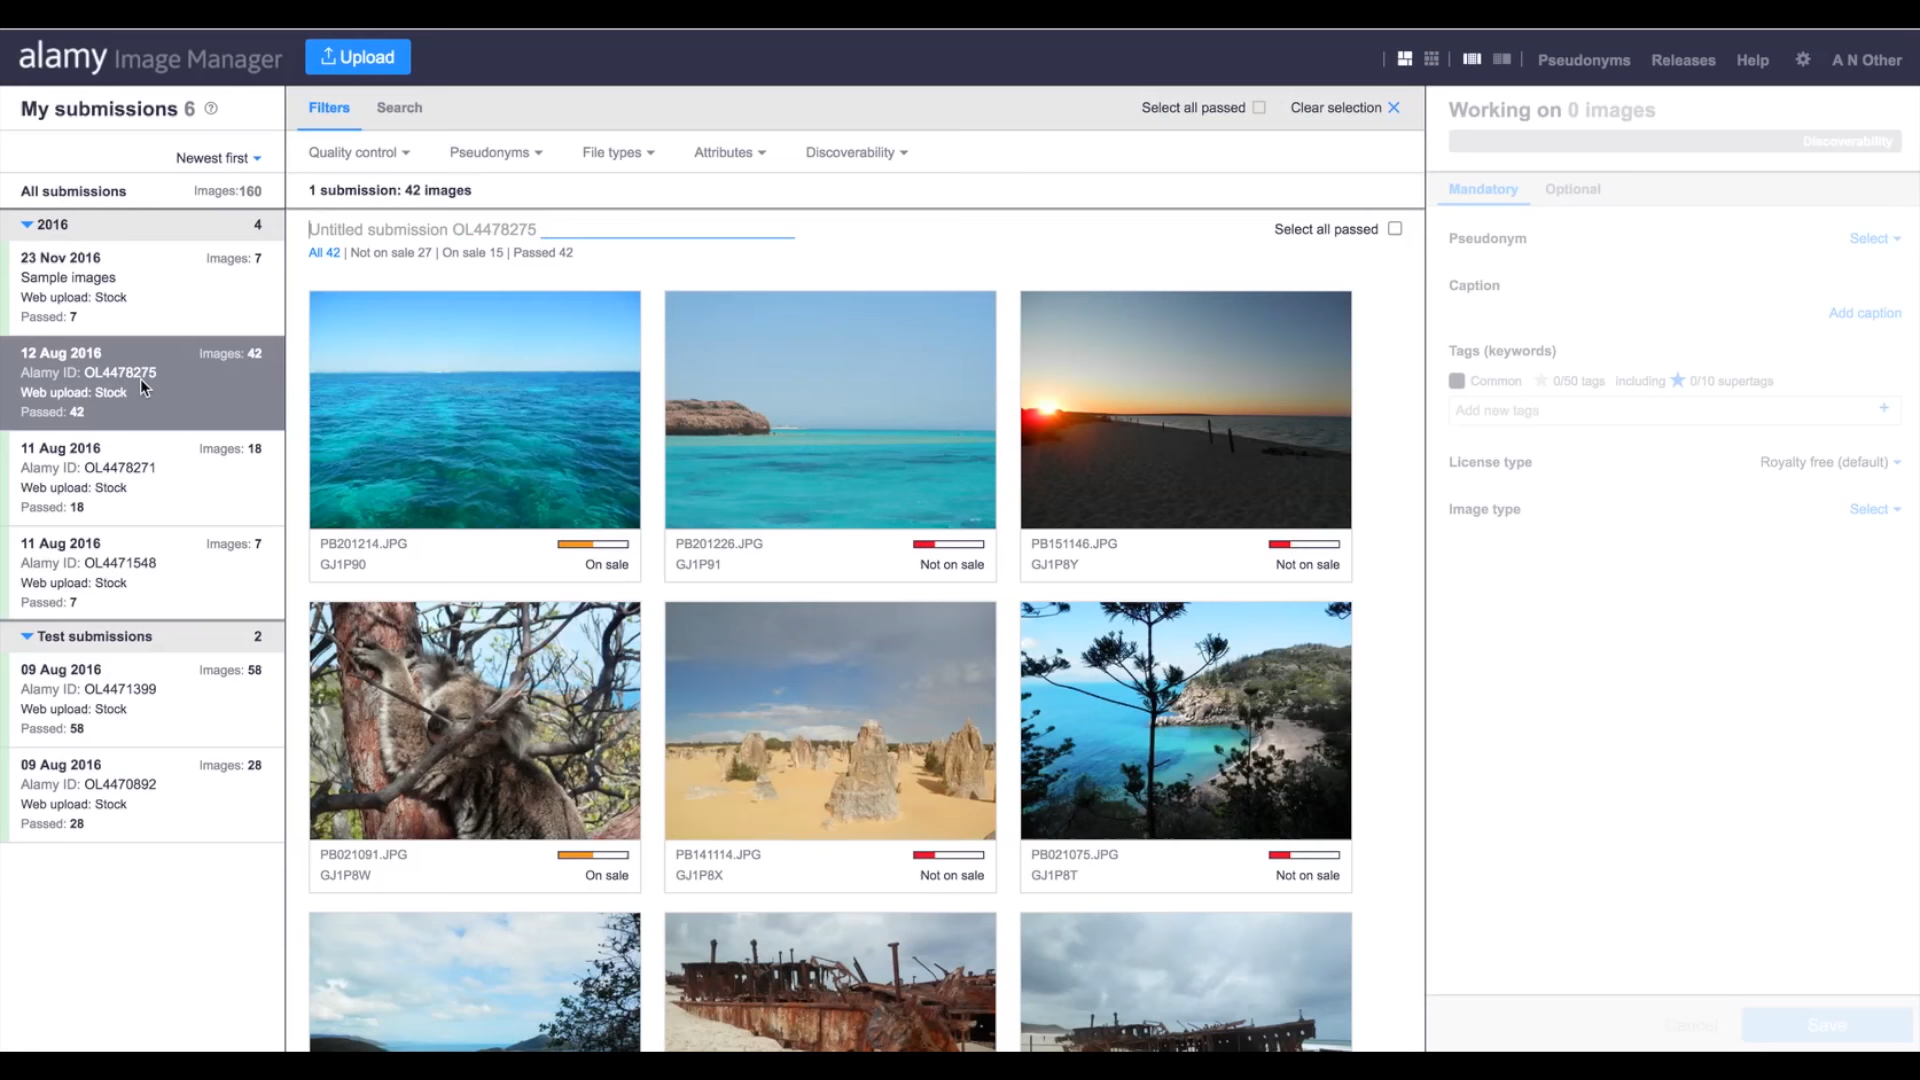 alamy Image Manager
Upload
Pseudonyms
Releases
Help
A N Other
My submissions 6
Newest first
All submissions
Images:160
2016
4
23 Nov 2016
Images: 7
Sample images
Web upload: Stock
Passed: 7
12 Aug 2016
Images: 42
Alamy ID: OL4478275
Web upload: Stock
Passed: 42
11 Aug 2016
Images: 18
Alamy ID: OL4478271
Web upload: Stock
Passed: 18
11 Aug 2016
Images: 7
Alamy ID: OL4471548
Web upload: Stock
Passed: 7
Test submissions
2
09 Aug 2016
Images: 58
Alamy ID: OL4471399
Web upload: Stock
Passed: 58
09 Aug 2016
Images: 28
Alamy ID: OL4470892
Web upload: Stock
Passed: 28
Filters
Search
Select all passed
Clear selection
Quality control
Pseudonyms
File types
Attributes
Discoverability
1 submission: 42 images
Untitled submission OL4478275
Select all passed
All 42 | Not on sale 27 | On sale 15 | Passed 42
PB201214.JPG
GJ1P90
On sale
PB201226.JPG
GJ1P91
Not on sale
PB151146.JPG
GJ1P8Y
Not on sale
PB021091.JPG
GJ1P8W
On sale
PB141114.JPG
GJ1P8X
Not on sale
PB021075.JPG
GJ1P8T
Not on sale
Working on 0 images
Discoverability
Mandatory
Optional
Pseudonym
Select
Caption
Add caption
Tags (keywords)
Common
0/50 tags
including
0/10 supertags
Add new tags
License type
Royalty free (default)
Image type
Select
Cancel
Save